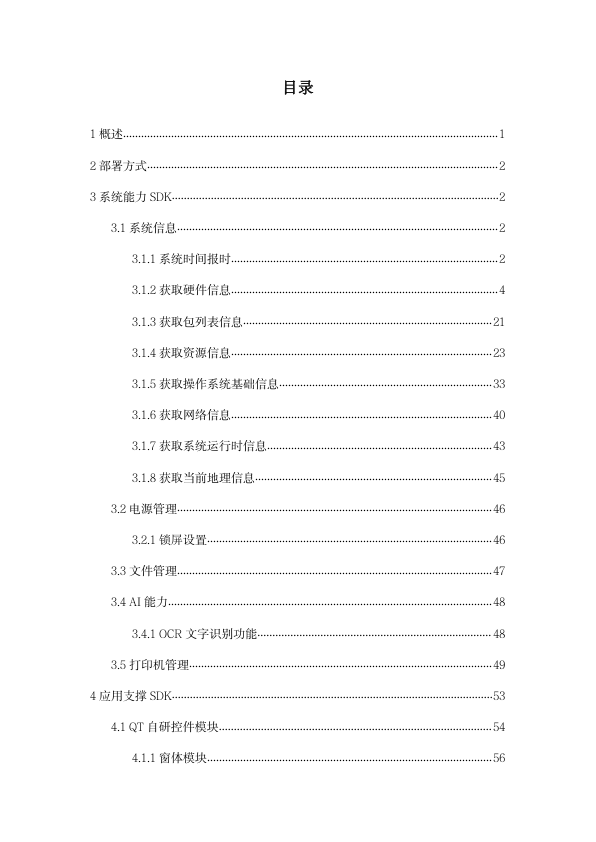 目录
1 概述........................1
2 部署方式........................2
3 系统能力 SDK........................2
3.1 系统信息........................2
3.1.1 系统时间报时........................2
3.1.2 获取硬件信息........................4
3.1.3 获取包列表信息........................21
3.1.4 获取资源信息........................23
3.1.5 获取操作系统基础信息........................33
3.1.6 获取网络信息........................40
3.1.7 获取系统运行时信息........................43
3.1.8 获取当前地理信息........................45
3.2 电源管理........................46
3.2.1 锁屏设置........................46
3.3 文件管理........................47
3.4 AI 能力........................48
3.4.1 OCR 文字识别功能........................48
3.5 打印机管理........................49
4 应用支撑 SDK........................53
4.1 QT 自研控件模块........................54
4.1.1 窗体模块........................56